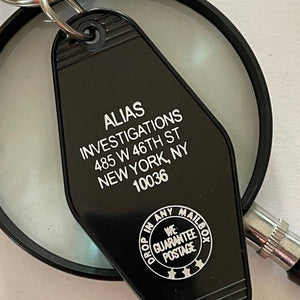 ALIAS
INVESTIGATIONS
485 W 46TH ST
NEW YORK, NY
10036
DROP IN ANY MAILBOX
WE
GUARANTEE
POSTAGE